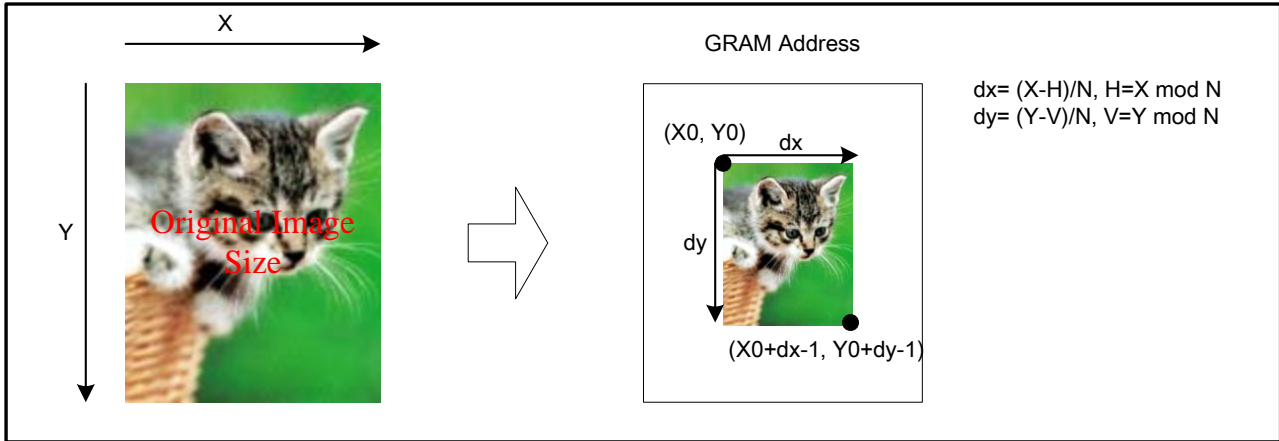 X
GRAM Address
dx= (X-H)/N, H=X mod N
dy= (Y-V)/N, V=Y mod N
(X0, Y0)
dx
Y
Original Image
Size
dy
(X0+dx-1, Y0+dy-1)